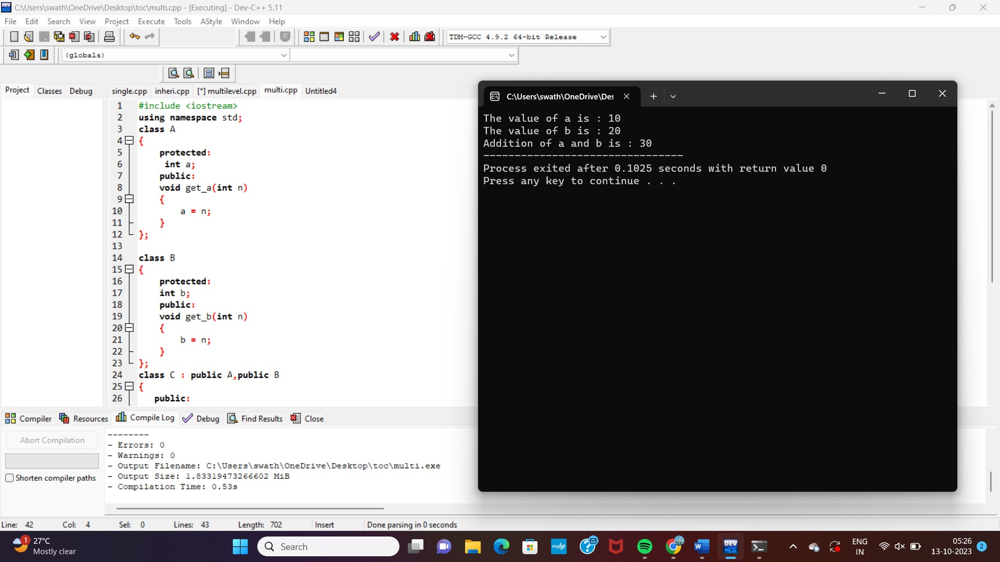 C:\Users\swath\OneDrive\Desktop\toc\multi.cpp - [Executing] - Dev-C++ 5.11
File Edit Search View Project Execute Tools AStyle Window Help
TDM-GCC 4.9.2 64-bit Release
(globals)
Project Classes Debug
single.cpp inheri.cpp [*] multilevel.cpp multi.cpp Untitled4
1 #include <iostream>
2 using namespace std;
3 class A
4 {
5 protected:
6 int a;
7 public:
8 void get_a(int n)
9 {
10 a = n;
11 }
12 };
13
14 class B
15 {
16 protected:
17 int b;
18 public:
19 void get_b(int n)
20 {
21 b = n;
22 }
23 };
24 class C : public A,public B
25 {
26 public:
C:\Users\swath\OneDrive\Des
The value of a is : 10
The value of b is : 20
Addition of a and b is : 30
--------------------------------
Process exited after 0.1025 seconds with return value 0
Press any key to continue . . .
Compiler Resources Compile Log Debug Find Results Close
Abort Compilation
Shorten compiler paths
--------
- Errors: 0
- Warnings: 0
- Output Filename: C:\Users\swath\OneDrive\Desktop\toc\multi.exe
- Output Size: 1.83319473266602 MiB
- Compilation Time: 0.53s
Line: 42 Col: 4 Sel: 0 Lines: 43 Length: 702 Insert Done parsing in 0 seconds
1
27°C
Mostly clear
Search
myhp
W
DEV C++
ENG
IN
05:26
13-10-2023
2